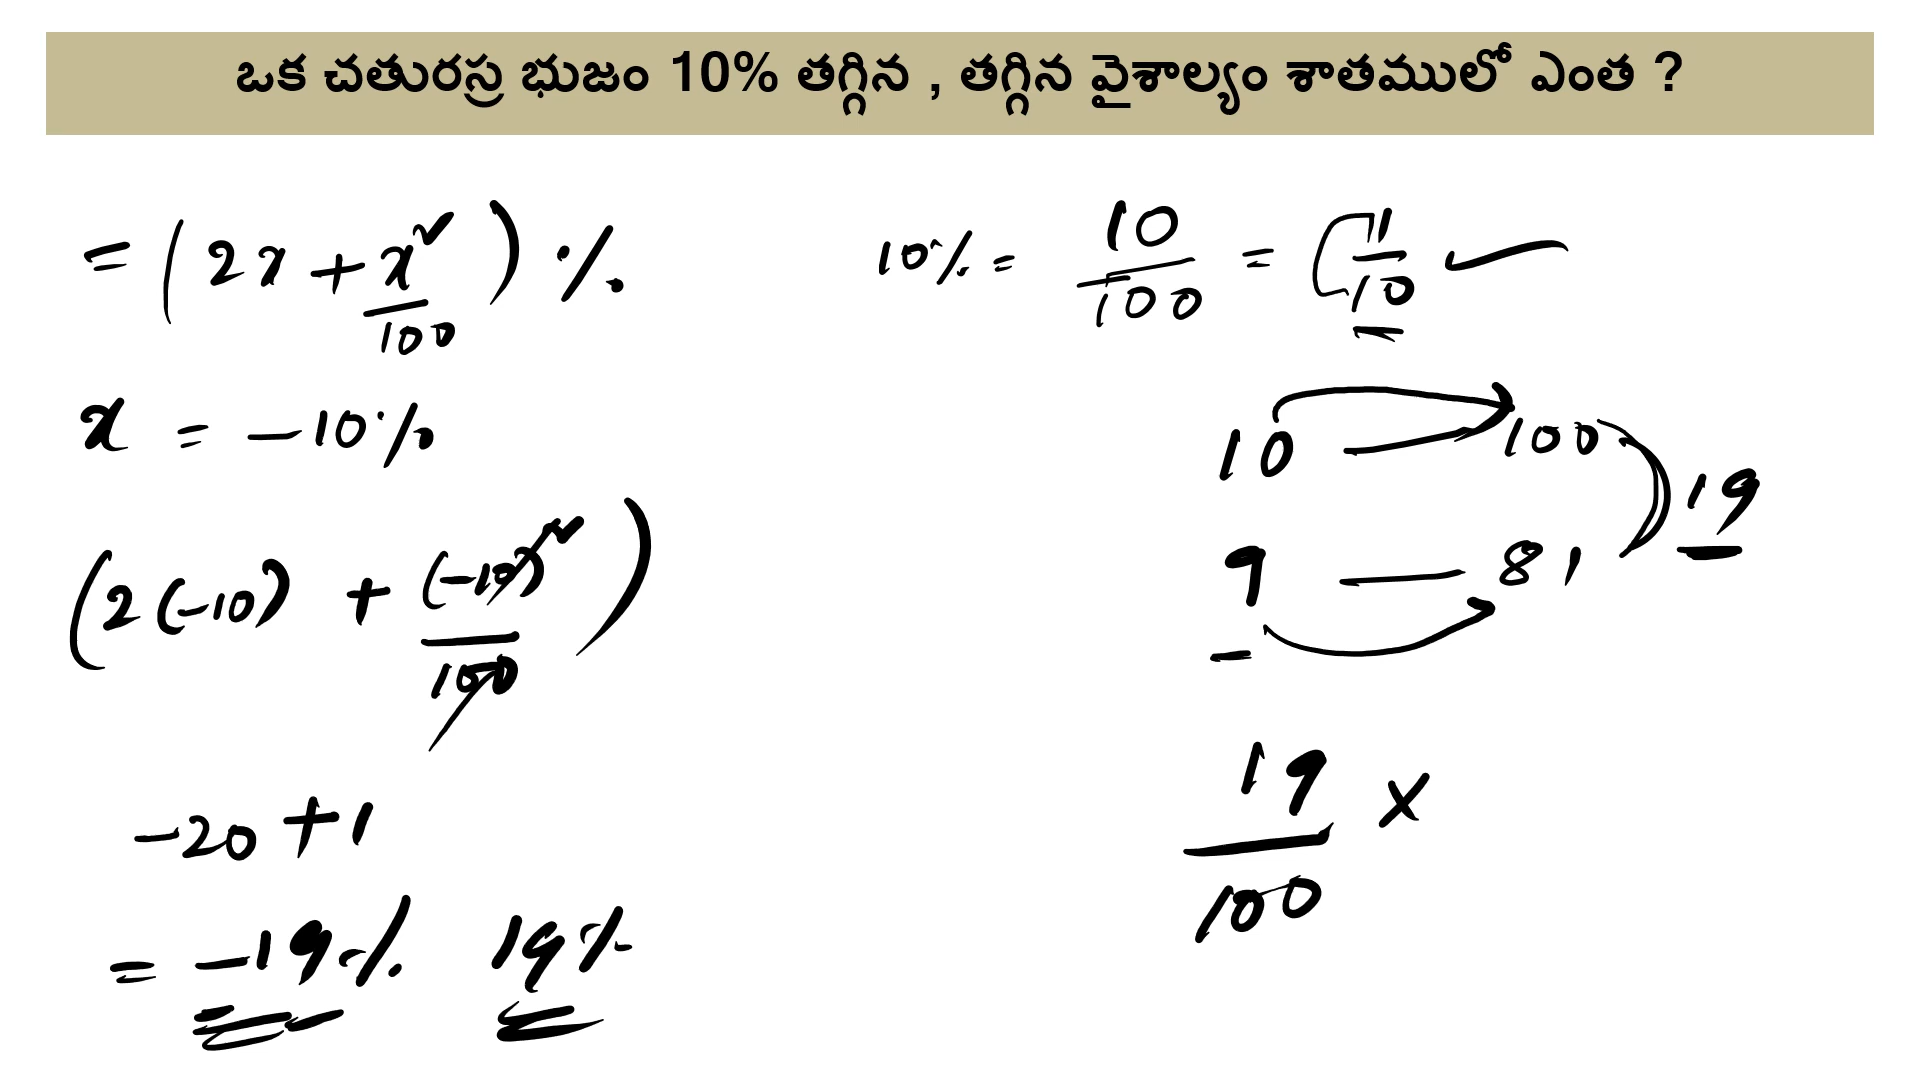 ఒక చతురస్ర భుజం 10% తగ్గిన , తగ్గిన వైశాల్యం శాతములో ఎంత ?
= ( 2x + x²/100 ) %
x = -10%
(2(-10) + (-10)²/100)
-20 + 1
= -19% 19%
10% = 10/100 = 1/10
10 → 100
19
9 — 81
19/100 ×